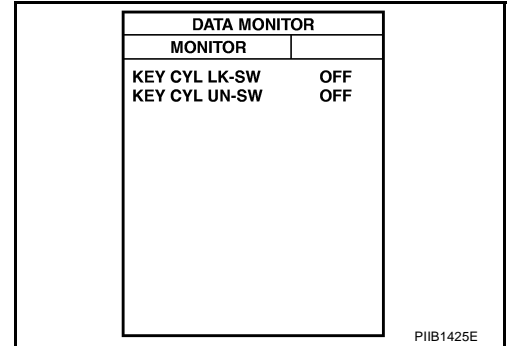 DATA MONITOR
MONITOR
KEY CYL LK-SW OFF
KEY CYL UN-SW OFF
PIIB1425E